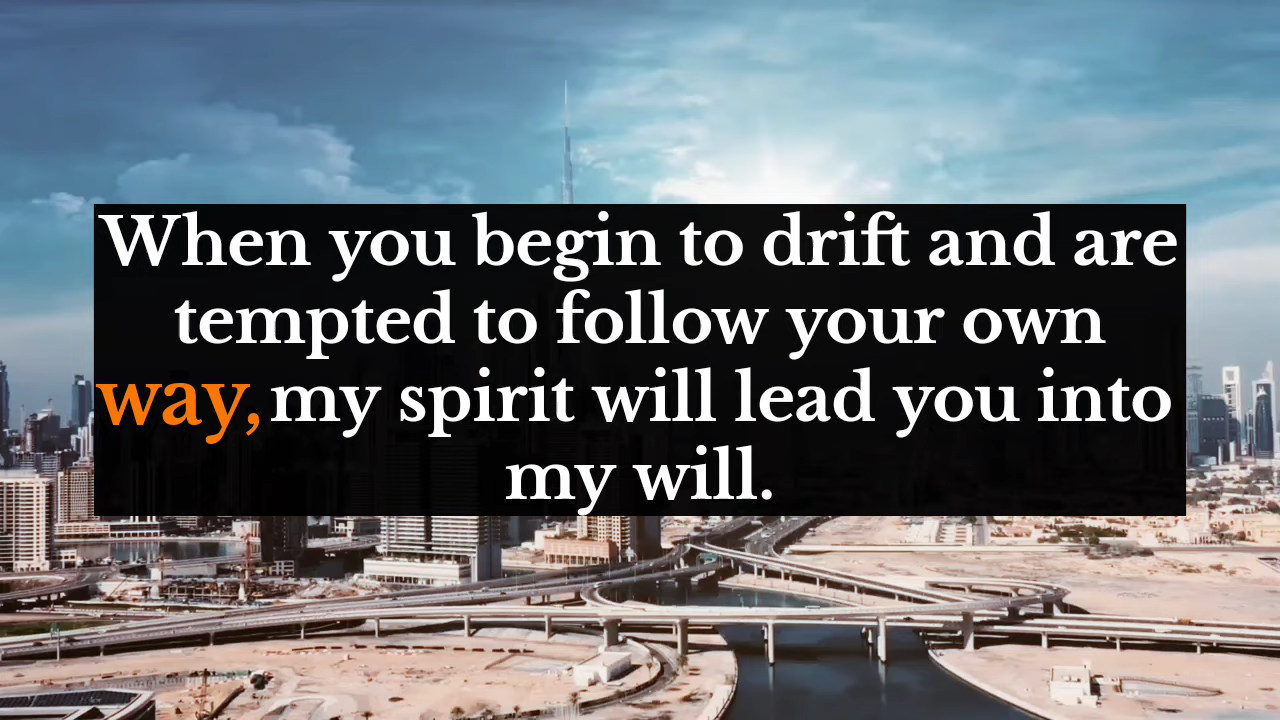 When you begin to drift and are
tempted to follow your own
way, my spirit will lead you into
my will.